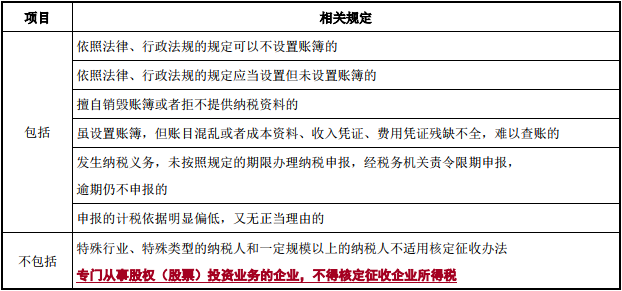 项目 相关规定
包括
依照法律、行政法规的规定可以不设置账簿的
依照法律、行政法规的规定应当设置但未设置账簿的
擅自销毁账簿或者拒不提供纳税资料的
虽设置账簿，但账目混乱或者成本资料、收入凭证、费用凭证残缺不全，难以查账的
发生纳税义务，未按照规定的期限办理纳税申报，经税务机关责令限期申报，
逾期仍不申报的
申报的计税依据明显偏低，又无正当理由的
不包括
特殊行业、特殊类型的纳税人和一定规模以上的纳税人不适用核定征收办法
专门从事股权（股票）投资业务的企业，不得核定征收企业所得税